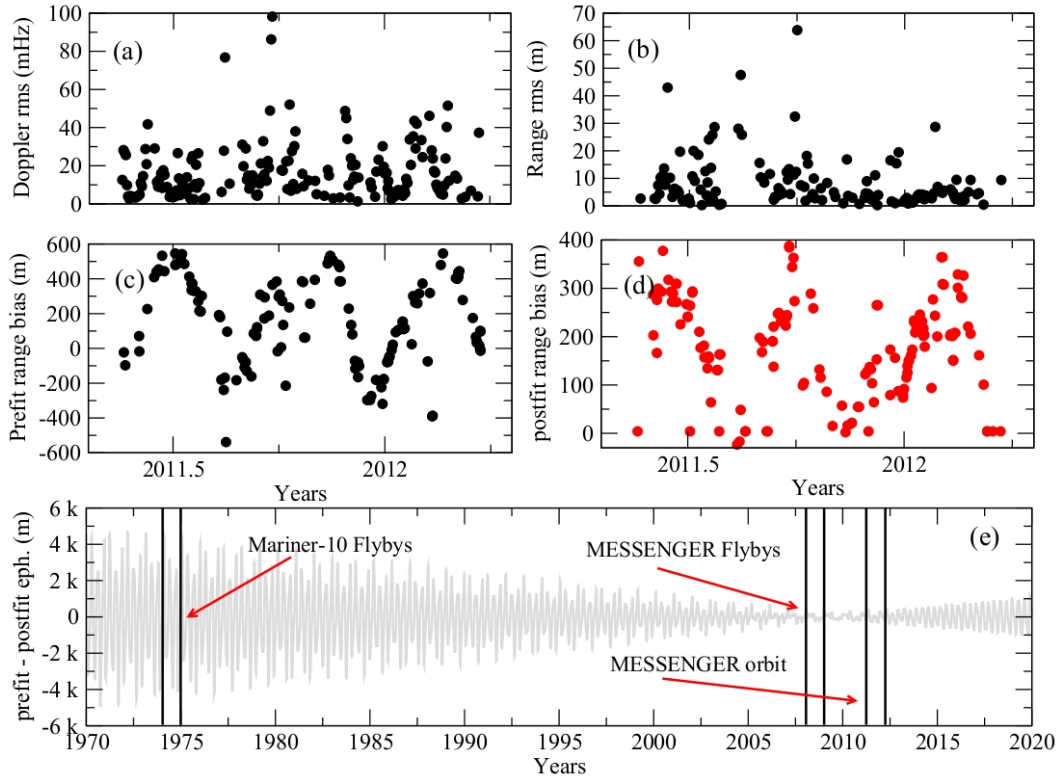 100
80
60
40
20
0
Doppler rms (mHz)
(a)
70
60
50
40
30
20
10
0
Range rms (m)
(b)
600
400
200
0
-200
-400
-600
Prefit range bias (m)
(c)
2011.5 2012
Years
400
300
200
100
0
postfit range bias (m)
(d)
2011.5 2012
Years
6 k
4 k
2 k
0
-2 k
-4 k
-6 k
prefit - postfit eph. (m)
(e)
Mariner-10 Flybys
MESSENGER Flybys
MESSENGER orbit
1970 1975 1980 1985 1990 1995 2000 2005 2010 2015 2020
Years